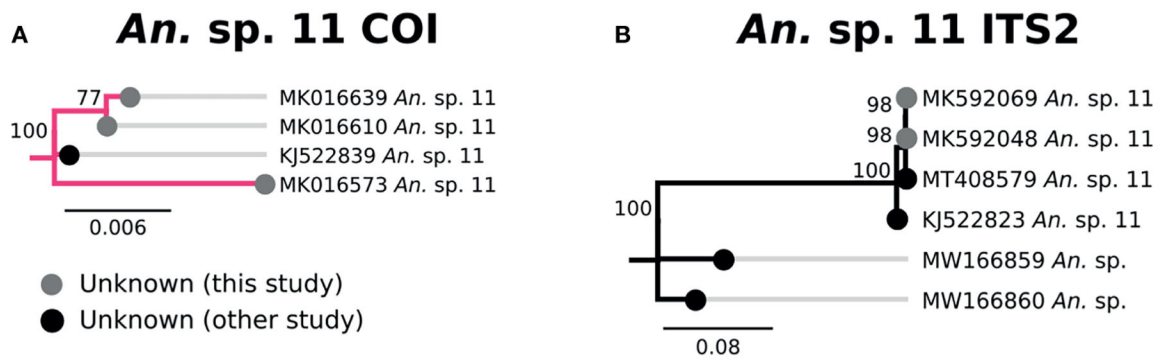 A
An. sp. 11 COI
77
100
MK016639 An. sp. 11
MK016610 An. sp. 11
KJ522839 An. sp. 11
MK016573 An. sp. 11
0.006
Unknown (this study)
Unknown (other study)
B
An. sp. 11 ITS2
98
98
100
100
MK592069 An. sp. 11
MK592048 An. sp. 11
MT408579 An. sp. 11
KJ522823 An. sp. 11
MW166859 An. sp.
MW166860 An. sp.
0.08